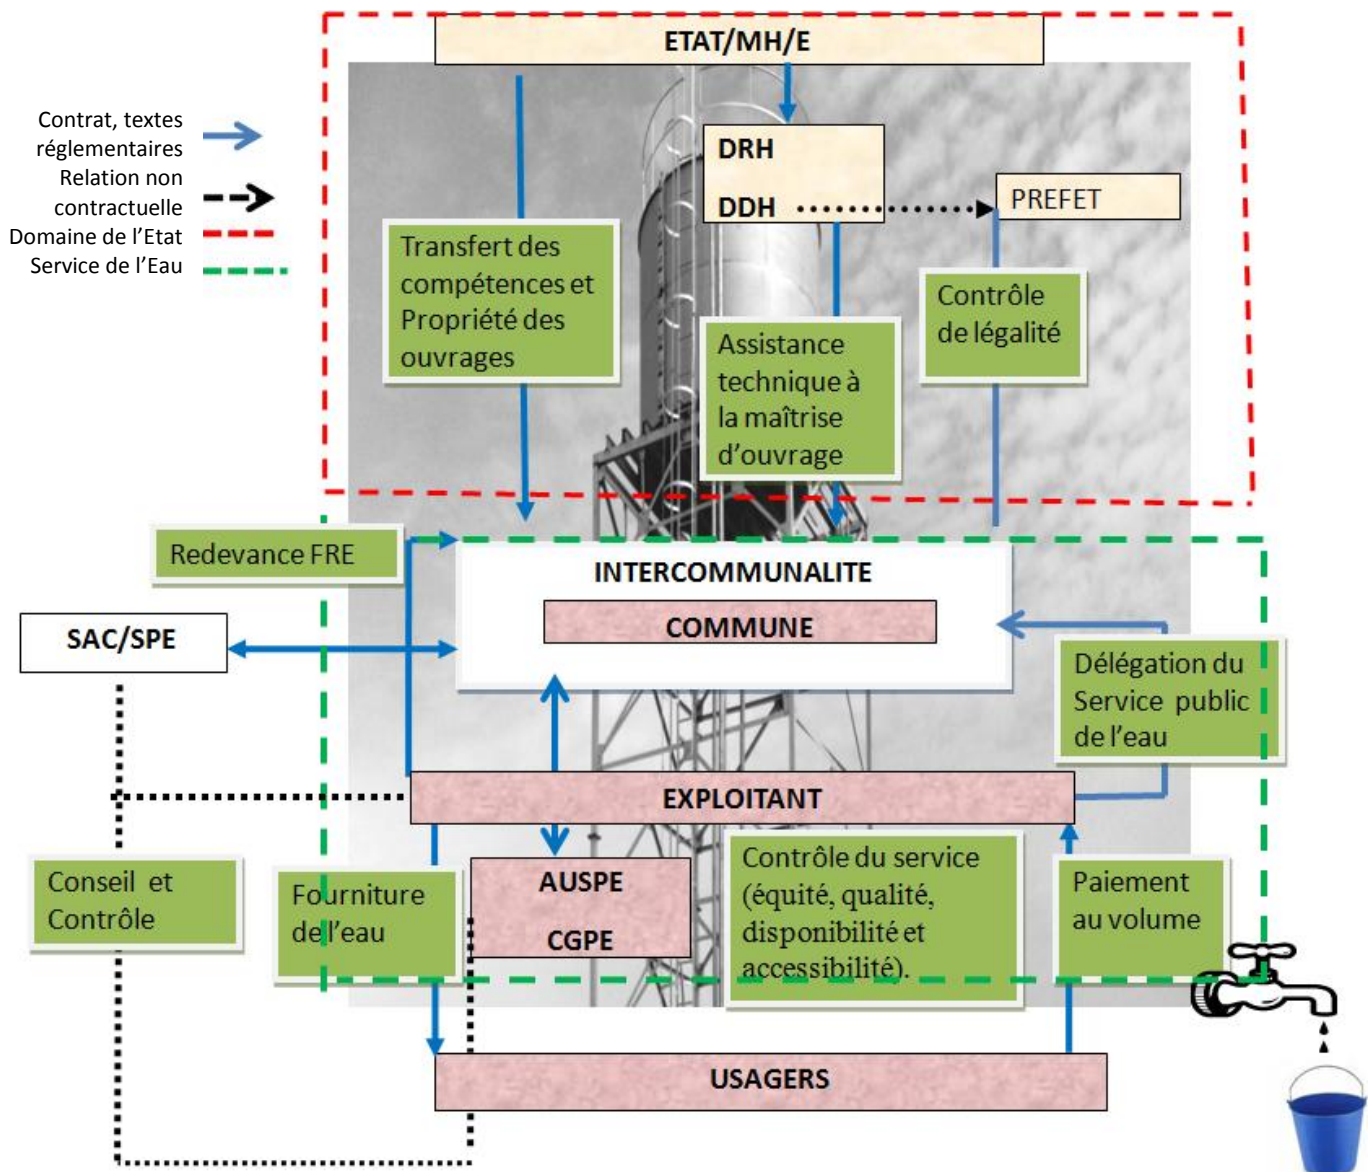 ETAT/MH/E
Contrat, textes
réglementaires
Relation non
contractuelle
Domaine de l'Etat
Service de l'Eau
DRH
DDH
PREFET
Transfert des
compétences et
Propriété des
ouvrages
Assistance
technique à
la maîtrise
d'ouvrage
Contrôle
de légalité
Redevance FRE
INTERCOMMUNALITE
COMMUNE
SAC/SPE
Délégation du
Service public
de l'eau
EXPLOITANT
Conseil et
Contrôle
Fourniture
de l'eau
AUSPE
CGPE
Contrôle du service
(équité, qualité,
disponibilité et
accessibilité).
Paiement
au volume
USAGERS